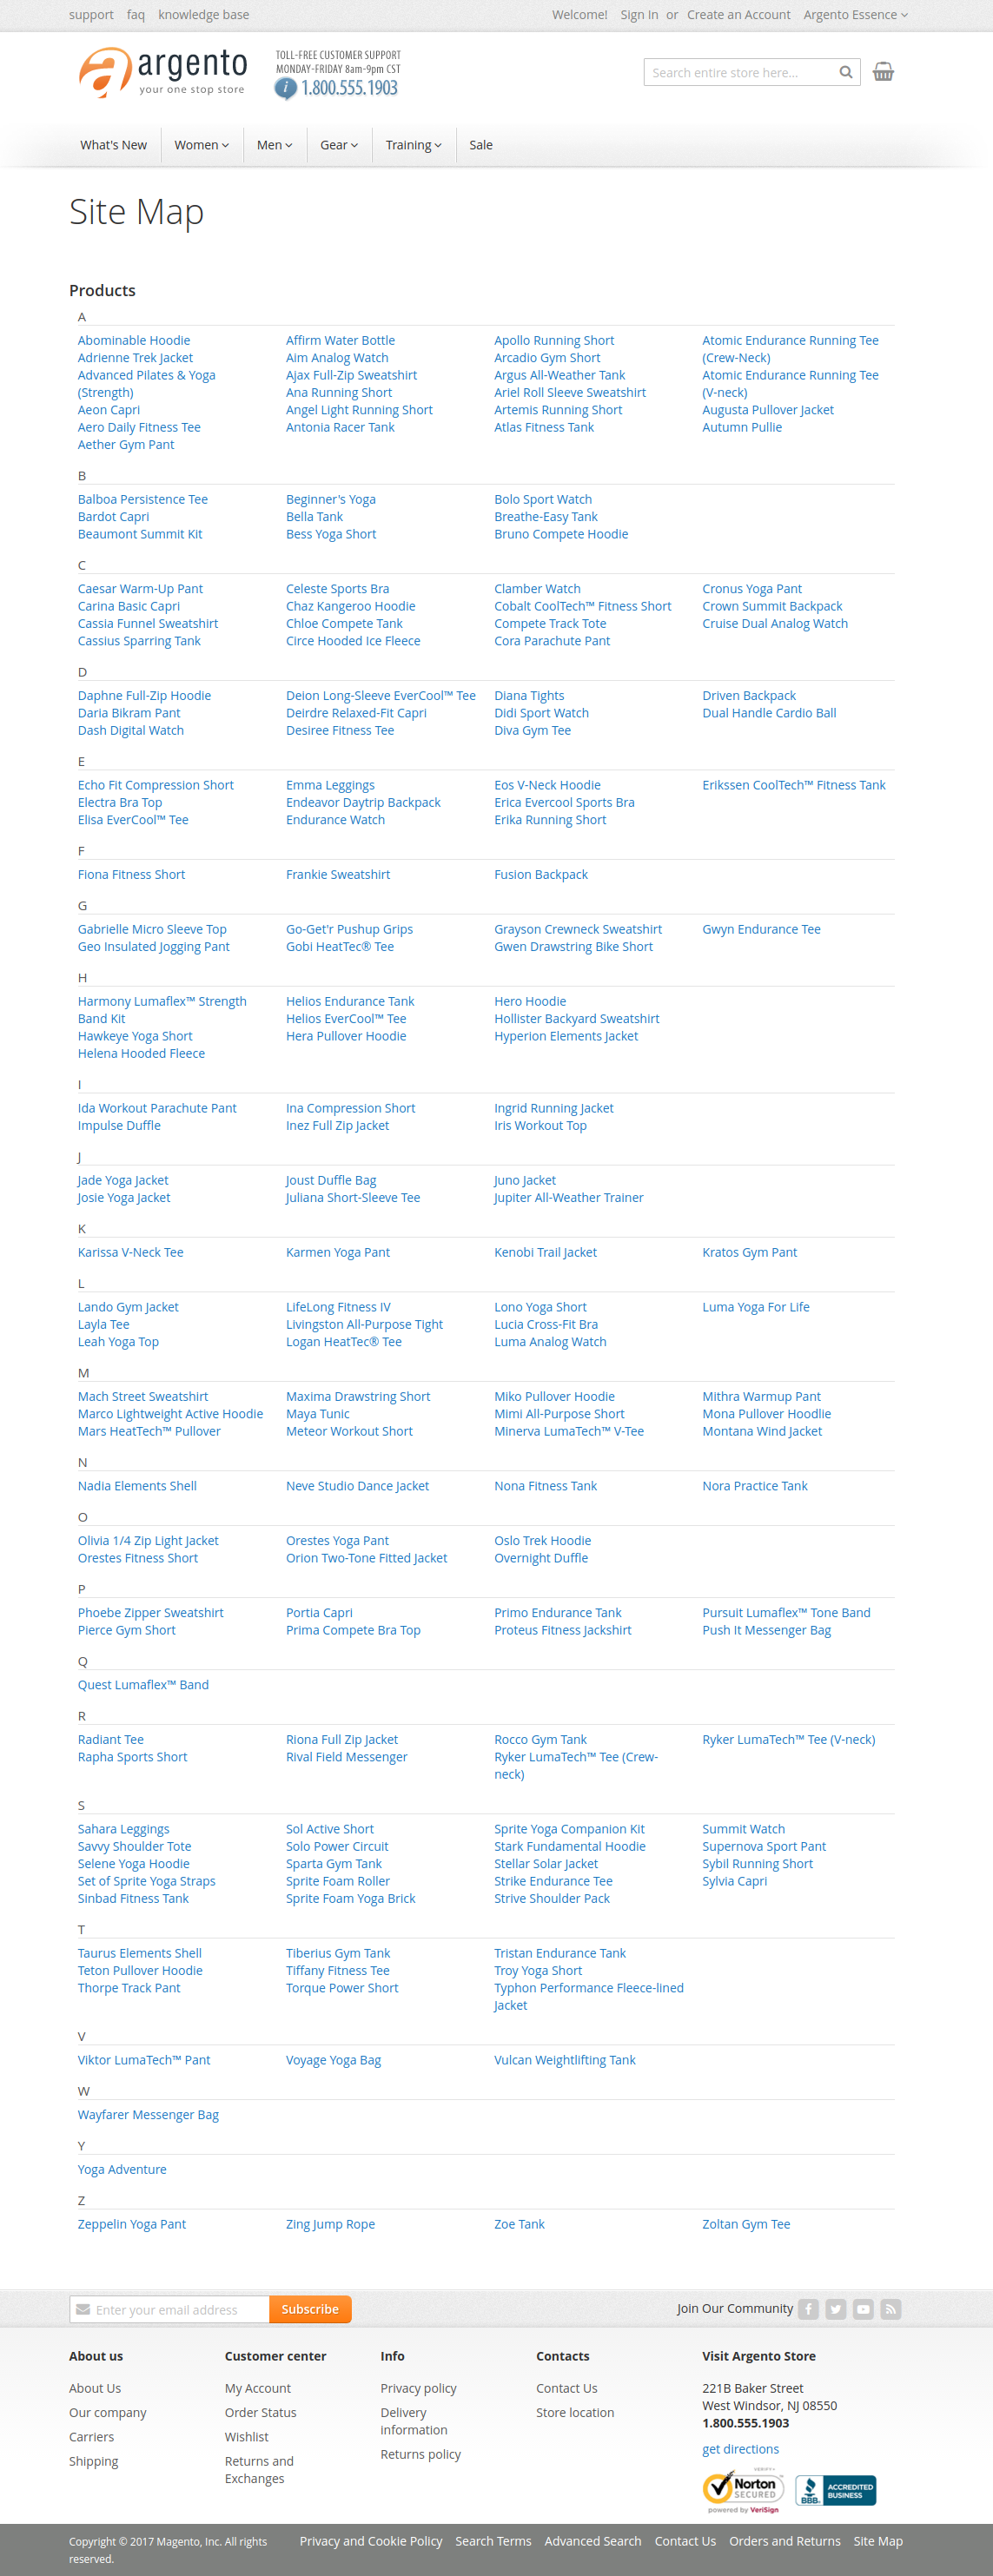 support faq knowledge base Welcome! Sign In or Create an Account Argento Essence
argento
your one stop store
TOLL-FREE CUSTOMER SUPPORT
MONDAY-FRIDAY 8am-9pm CST
i 1.800.555.1903
Search entire store here...
What's New Women Men Gear Training Sale
Site Map
Products
A
Abominable Hoodie
Adrienne Trek Jacket
Advanced Pilates & Yoga
(Strength)
Aeon Capri
Aero Daily Fitness Tee
Aether Gym Pant
Affirm Water Bottle
Aim Analog Watch
Ajax Full-Zip Sweatshirt
Ana Running Short
Angel Light Running Short
Antonia Racer Tank
Apollo Running Short
Arcadio Gym Short
Argus All-Weather Tank
Ariel Roll Sleeve Sweatshirt
Artemis Running Short
Atlas Fitness Tank
Atomic Endurance Running Tee
(Crew-Neck)
Atomic Endurance Running Tee
(V-neck)
Augusta Pullover Jacket
Autumn Pullie
B
Balboa Persistence Tee
Bardot Capri
Beaumont Summit Kit
Beginner's Yoga
Bella Tank
Bess Yoga Short
Bolo Sport Watch
Breathe-Easy Tank
Bruno Compete Hoodie
C
Caesar Warm-Up Pant
Carina Basic Capri
Cassia Funnel Sweatshirt
Cassius Sparring Tank
Celeste Sports Bra
Chaz Kangeroo Hoodie
Chloe Compete Tank
Circe Hooded Ice Fleece
Clamber Watch
Cobalt CoolTech™ Fitness Short
Compete Track Tote
Cora Parachute Pant
Cronus Yoga Pant
Crown Summit Backpack
Cruise Dual Analog Watch
D
Daphne Full-Zip Hoodie
Daria Bikram Pant
Dash Digital Watch
Deion Long-Sleeve EverCool™ Tee
Deirdre Relaxed-Fit Capri
Desiree Fitness Tee
Diana Tights
Didi Sport Watch
Diva Gym Tee
Driven Backpack
Dual Handle Cardio Ball
E
Echo Fit Compression Short
Electra Bra Top
Elisa EverCool™ Tee
Emma Leggings
Endeavor Daytrip Backpack
Endurance Watch
Eos V-Neck Hoodie
Erica Evercool Sports Bra
Erika Running Short
Erikssen CoolTech™ Fitness Tank
F
Fiona Fitness Short
Frankie Sweatshirt
Fusion Backpack
G
Gabrielle Micro Sleeve Top
Geo Insulated Jogging Pant
Go-Get'r Pushup Grips
Gobi HeatTec® Tee
Grayson Crewneck Sweatshirt
Gwen Drawstring Bike Short
Gwyn Endurance Tee
H
Harmony Lumaflex™ Strength
Band Kit
Hawkeye Yoga Short
Helena Hooded Fleece
Helios Endurance Tank
Helios EverCool™ Tee
Hera Pullover Hoodie
Hero Hoodie
Hollister Backyard Sweatshirt
Hyperion Elements Jacket
I
Ida Workout Parachute Pant
Impulse Duffle
Ina Compression Short
Inez Full Zip Jacket
Ingrid Running Jacket
Iris Workout Top
J
Jade Yoga Jacket
Josie Yoga Jacket
Joust Duffle Bag
Juliana Short-Sleeve Tee
Juno Jacket
Jupiter All-Weather Trainer
K
Karissa V-Neck Tee
Karmen Yoga Pant
Kenobi Trail Jacket
Kratos Gym Pant
L
Lando Gym Jacket
Layla Tee
Leah Yoga Top
LifeLong Fitness IV
Livingston All-Purpose Tight
Logan HeatTec® Tee
Lono Yoga Short
Lucia Cross-Fit Bra
Luma Analog Watch
Luma Yoga For Life
M
Mach Street Sweatshirt
Marco Lightweight Active Hoodie
Mars HeatTech™ Pullover
Maxima Drawstring Short
Maya Tunic
Meteor Workout Short
Miko Pullover Hoodie
Mimi All-Purpose Short
Minerva LumaTech™ V-Tee
Mithra Warmup Pant
Mona Pullover Hoodlie
Montana Wind Jacket
N
Nadia Elements Shell
Neve Studio Dance Jacket
Nona Fitness Tank
Nora Practice Tank
O
Olivia 1/4 Zip Light Jacket
Orestes Fitness Short
Orestes Yoga Pant
Orion Two-Tone Fitted Jacket
Oslo Trek Hoodie
Overnight Duffle
P
Phoebe Zipper Sweatshirt
Pierce Gym Short
Portia Capri
Prima Compete Bra Top
Primo Endurance Tank
Proteus Fitness Jackshirt
Pursuit Lumaflex™ Tone Band
Push It Messenger Bag
Q
Quest Lumaflex™ Band
R
Radiant Tee
Rapha Sports Short
Riona Full Zip Jacket
Rival Field Messenger
Rocco Gym Tank
Ryker LumaTech™ Tee (Crew-
neck)
Ryker LumaTech™ Tee (V-neck)
S
Sahara Leggings
Savvy Shoulder Tote
Selene Yoga Hoodie
Set of Sprite Yoga Straps
Sinbad Fitness Tank
Sol Active Short
Solo Power Circuit
Sparta Gym Tank
Sprite Foam Roller
Sprite Foam Yoga Brick
Sprite Yoga Companion Kit
Stark Fundamental Hoodie
Stellar Solar Jacket
Strike Endurance Tee
Strive Shoulder Pack
Summit Watch
Supernova Sport Pant
Sybil Running Short
Sylvia Capri
T
Taurus Elements Shell
Teton Pullover Hoodie
Thorpe Track Pant
Tiberius Gym Tank
Tiffany Fitness Tee
Torque Power Short
Tristan Endurance Tank
Troy Yoga Short
Typhon Performance Fleece-lined
Jacket
V
Viktor LumaTech™ Pant
Voyage Yoga Bag
Vulcan Weightlifting Tank
W
Wayfarer Messenger Bag
Y
Yoga Adventure
Z
Zeppelin Yoga Pant
Zing Jump Rope
Zoe Tank
Zoltan Gym Tee
Enter your email address Subscribe Join Our Community
About us
About Us
Our company
Carriers
Shipping
Customer center
My Account
Order Status
Wishlist
Returns and
Exchanges
Info
Privacy policy
Delivery
information
Returns policy
Contacts
Contact Us
Store location
Visit Argento Store
221B Baker Street
West Windsor, NJ 08550
1.800.555.1903
get directions
Norton
SECURED
powered by VeriSign
BBB
ACCREDITED
BUSINESS
Copyright © 2017 Magento, Inc. All rights
reserved.
Privacy and Cookie Policy Search Terms Advanced Search Contact Us Orders and Returns Site Map